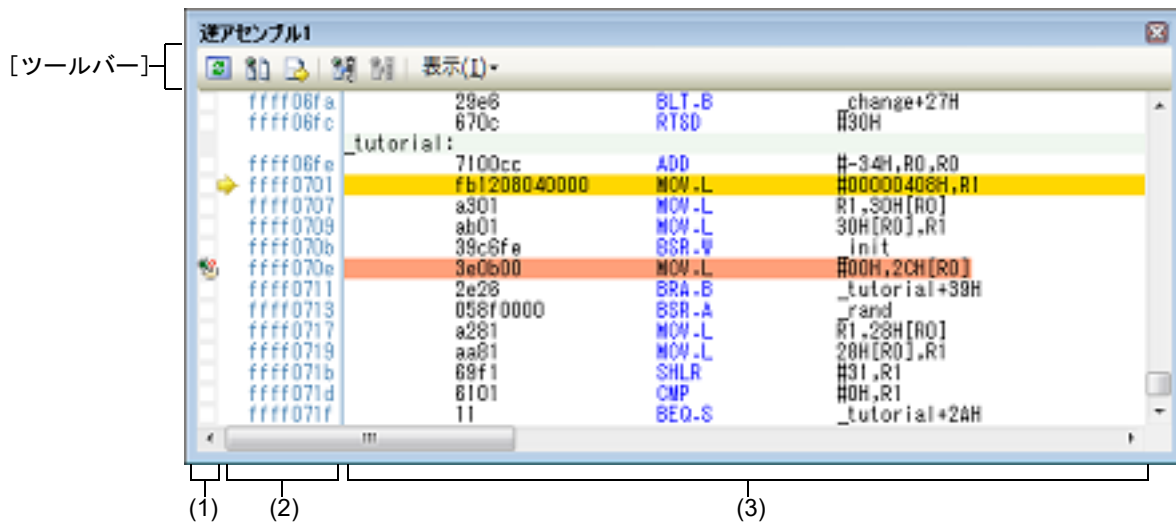 逆アセンブル1
[ツールバー]
表示(I)
ffff06fa 29e6 BLT.B _change+27H
ffff06fc 670c RTSD #30H
_tutorial:
ffff06fe 7100cc ADD #-34H,R0,R0
ffff0701 fb1208040000 MOV.L #00000408H,R1
ffff0707 a301 MOV.L R1,30H[R0]
ffff0709 ab01 MOV.L 30H[R0],R1
ffff070b 39c6fe BSR.W _init
ffff070e 3e0b00 MOV.L #00H,2CH[R0]
ffff0711 2e26 BRA.B _tutorial+39H
ffff0713 058f0000 BSR.A _rand
ffff0717 a281 MOV.L R1,28H[R0]
ffff0719 aa81 MOV.L 28H[R0],R1
ffff071b 69f1 SHLR #31,R1
ffff071d 6101 CMP #0H,R1
ffff071f 11 BEQ.S _tutorial+2AH
(1) (2) (3)